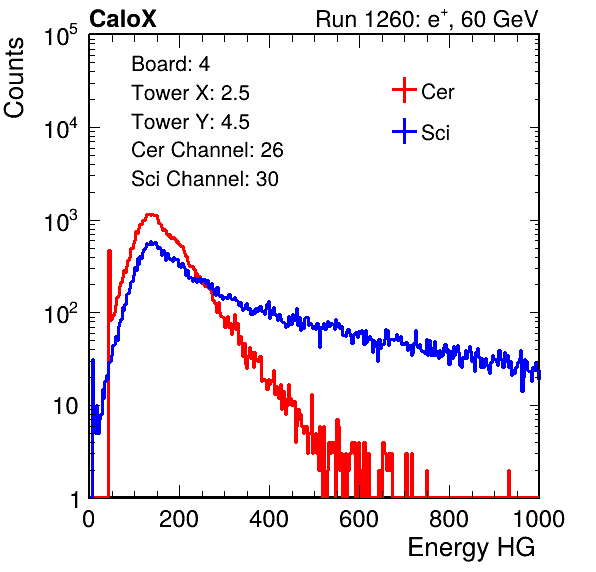 CaloX Run 1260: e⁺, 60 GeV
Counts
Board: 4
Tower X: 2.5
Tower Y: 4.5
Cer Channel: 26
Sci Channel: 30
Cer
Sci
10⁵
10⁴
10³
10²
10
1
0 200 400 600 800 1000
Energy HG